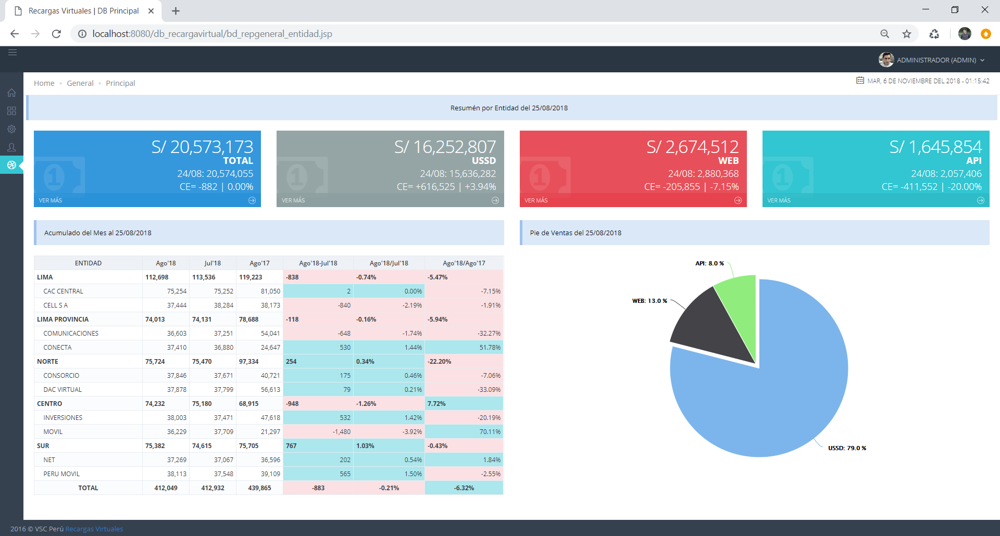 Recargas Virtuales | DB Principal
localhost:8080/db_recargavirtual/bd_repgeneral_entidad.jsp
ADMINISTRADOR (ADMIN)
Home General Principal
MAR, 6 DE NOVIEMBRE DEL 2018 - 01:15:42
Resumén por Entidad del 25/08/2018
S/ 20,573,173
TOTAL
24/08: 20,574,055
CE= -882 | 0.00%
VER MÁS
S/ 16,252,807
USSD
24/08: 15,636,282
CE= +616,525 | +3.94%
VER MÁS
S/ 2,674,512
WEB
24/08: 2,880,368
CE= -205,855 | -7.15%
VER MÁS
S/ 1,645,854
API
24/08: 2,057,406
CE= -411,552 | -20.00%
VER MÁS
Acumulado del Mes al 25/08/2018
ENTIDAD Ago'18 Jul'18 Ago'17 Ago'18-Jul'18 Ago'18/Jul'18 Ago'18/Ago'17
LIMA 112,698 113,536 119,223 -838 -0.74% -5.47%
CAC CENTRAL 75,254 75,252 81,050 2 0.00% -7.15%
CELL S A 37,444 38,284 38,173 -840 -2.19% -1.91%
LIMA PROVINCIA 74,013 74,131 78,688 -118 -0.16% -5.94%
COMUNICACIONES 36,603 37,251 54,041 -648 -1.74% -32.27%
CONECTA 37,410 36,880 24,647 530 1.44% 51.78%
NORTE 75,724 75,470 97,334 254 0.34% -22.20%
CONSORCIO 37,846 37,671 40,721 175 0.46% -7.06%
DAC VIRTUAL 37,878 37,799 56,613 79 0.21% -33.09%
CENTRO 74,232 75,180 68,915 -948 -1.26% 7.72%
INVERSIONES 38,003 37,471 47,618 532 1.42% -20.19%
MOVIL 36,229 37,709 21,297 -1,480 -3.92% 70.11%
SUR 75,382 74,615 75,705 767 1.03% -0.43%
NET 37,269 37,067 36,596 202 0.54% 1.84%
PERU MOVIL 38,113 37,548 39,109 565 1.50% -2.55%
TOTAL 412,049 412,932 439,865 -883 -0.21% -6.32%
Pie de Ventas del 25/08/2018
API: 8.0 %
WEB: 13.0 %
USSD: 79.0 %
2016 © VSC Perú Recargas Virtuales